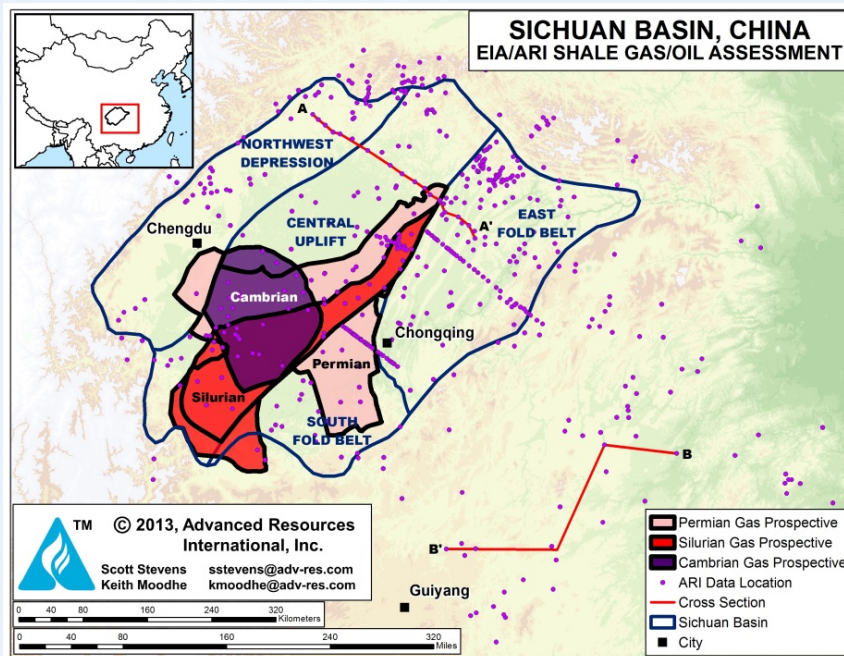 SICHUAN BASIN, CHINA
EIA/ARI SHALE GAS/OIL ASSESSMENT
A
NORTHWEST
DEPRESSION
Chengdu
CENTRAL
UPLIFT
A'
EAST
FOLD BELT
Cambrian
Chongqing
Permian
Silurian
SOUTH
FOLD BELT
B
B'
Guiyang
TM
© 2013, Advanced Resources
International, Inc.
Scott Stevens sstevens@adv-res.com
Keith Moodhe kmoodhe@adv-res.com
0 40 80 160 240 320
Kilometers
0 40 80 160 240 320
Miles
Permian Gas Prospective
Silurian Gas Prospective
Cambrian Gas Prospective
ARI Data Location
Cross Section
Sichuan Basin
City